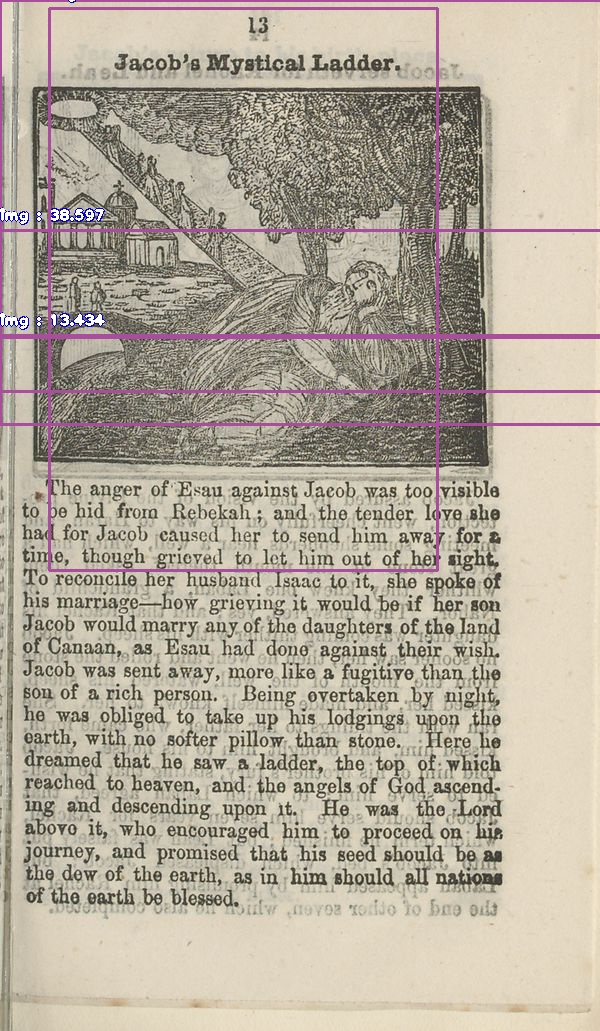 13
Jacob's Mystical Ladder.
Img : 38.597
Img : 13.434
The anger of Esau against Jacob was too visible
to be hid from Rebekah; and the tender love she
had for Jacob caused her to send him away for a
time, though grieved to let him out of her sight.
To reconcile her husband Isaac to it, she spoke of
his marriage—how grieving it would be if her son
Jacob would marry any of the daughters of the land
of Canaan, as Esau had done against their wish.
Jacob was sent away, more like a fugitive than the
son of a rich person. Being overtaken by night,
he was obliged to take up his lodgings upon the
earth, with no softer pillow than stone. Here he
dreamed that he saw a ladder, the top of which
reached to heaven, and the angels of God ascend-
ing and descending upon it. He was the Lord
above it, who encouraged him to proceed on his
journey, and promised that his seed should be as
the dew of the earth, as in him should all nations
of the earth be blessed.